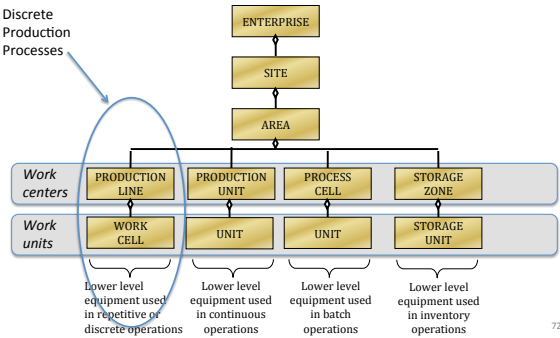 Discrete
Production
Processes
ENTERPRISE
SITE
AREA
Work
centers
PRODUCTION
LINE
PRODUCTION
UNIT
PROCESS
CELL
STORAGE
ZONE
Work
units
WORK
CELL
UNIT
UNIT
STORAGE
UNIT
Lower level
equipment used
in repetitive or
discrete operations
Lower level
equipment used
in continuous
operations
Lower level
equipment used
in batch
operations
Lower level
equipment used
in inventory
operations
72